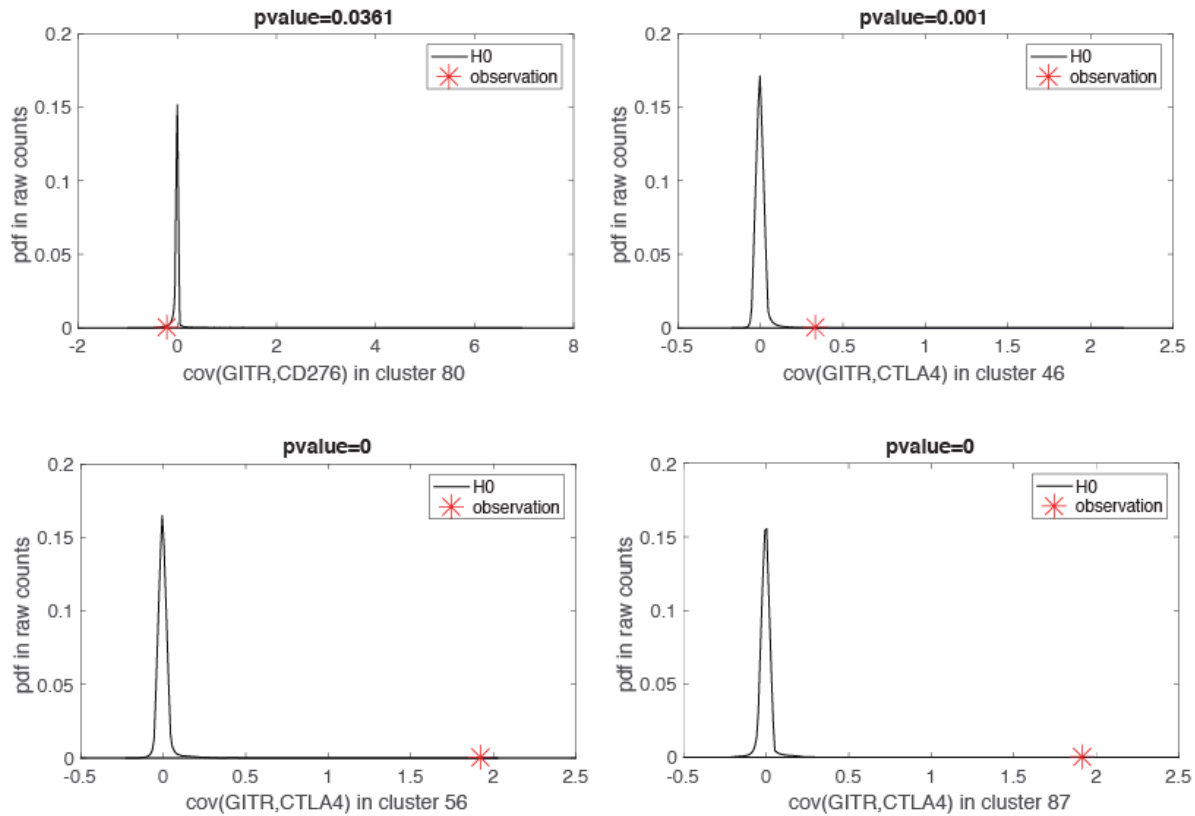 pvalue=0.0361
0.2
0.15
0.1
0.05
0
pdf in raw counts
H0
observation
-2 0 2 4 6 8
cov(GITR,CD276) in cluster 80
pvalue=0.001
0.2
0.15
0.1
0.05
0
pdf in raw counts
H0
observation
-0.5 0 0.5 1 1.5 2 2.5
cov(GITR,CTLA4) in cluster 46
pvalue=0
0.2
0.15
0.1
0.05
0
pdf in raw counts
H0
observation
-0.5 0 0.5 1 1.5 2 2.5
cov(GITR,CTLA4) in cluster 56
pvalue=0
0.2
0.15
0.1
0.05
0
pdf in raw counts
H0
observation
-0.5 0 0.5 1 1.5 2 2.5
cov(GITR,CTLA4) in cluster 87